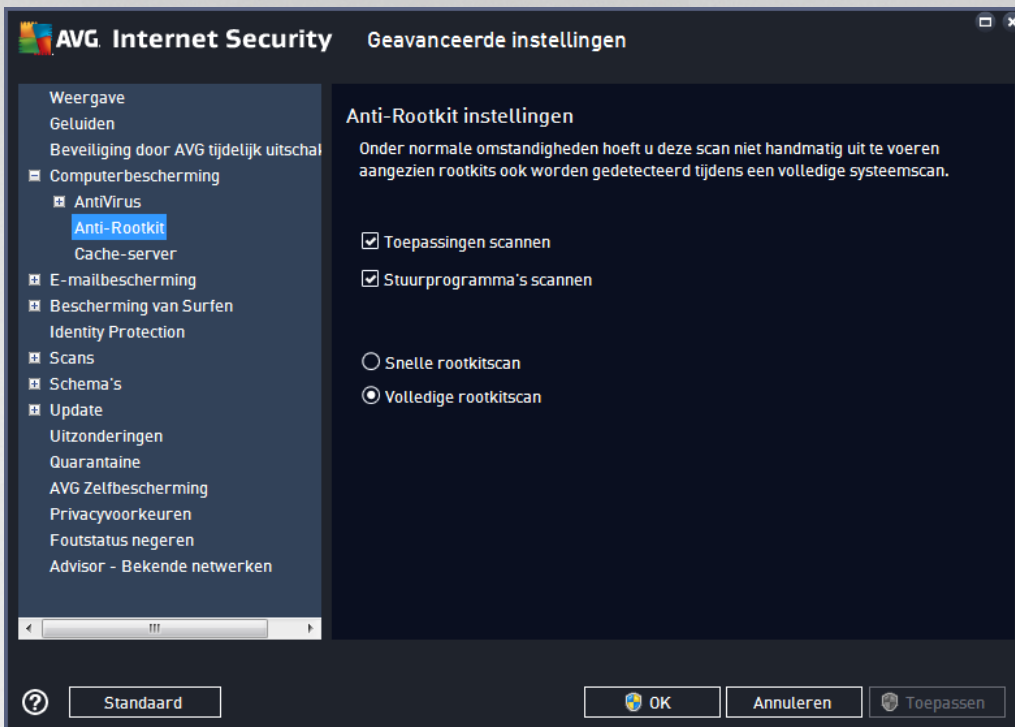 AVG Internet Security Geavanceerde instellingen
Weergave
Geluiden
Beveiliging door AVG tijdelijk uitschak
Computerbescherming
AntiVirus
Anti-Rootkit
Cache-server
E-mailbescherming
Bescherming van Surfen
Identity Protection
Scans
Schema's
Update
Uitzonderingen
Quarantaine
AVG Zelfbescherming
Privacyvoorkeuren
Foutstatus negeren
Advisor - Bekende netwerken
Anti-Rootkit instellingen
Onder normale omstandigheden hoeft u deze scan niet handmatig uit te voeren
aangezien rootkits ook worden gedetecteerd tijdens een volledige systeemscan.
Toepassingen scannen
Stuurprogramma's scannen
Snelle rootkitscan
Volledige rootkitscan
? Standaard OK Annuleren Toepassen